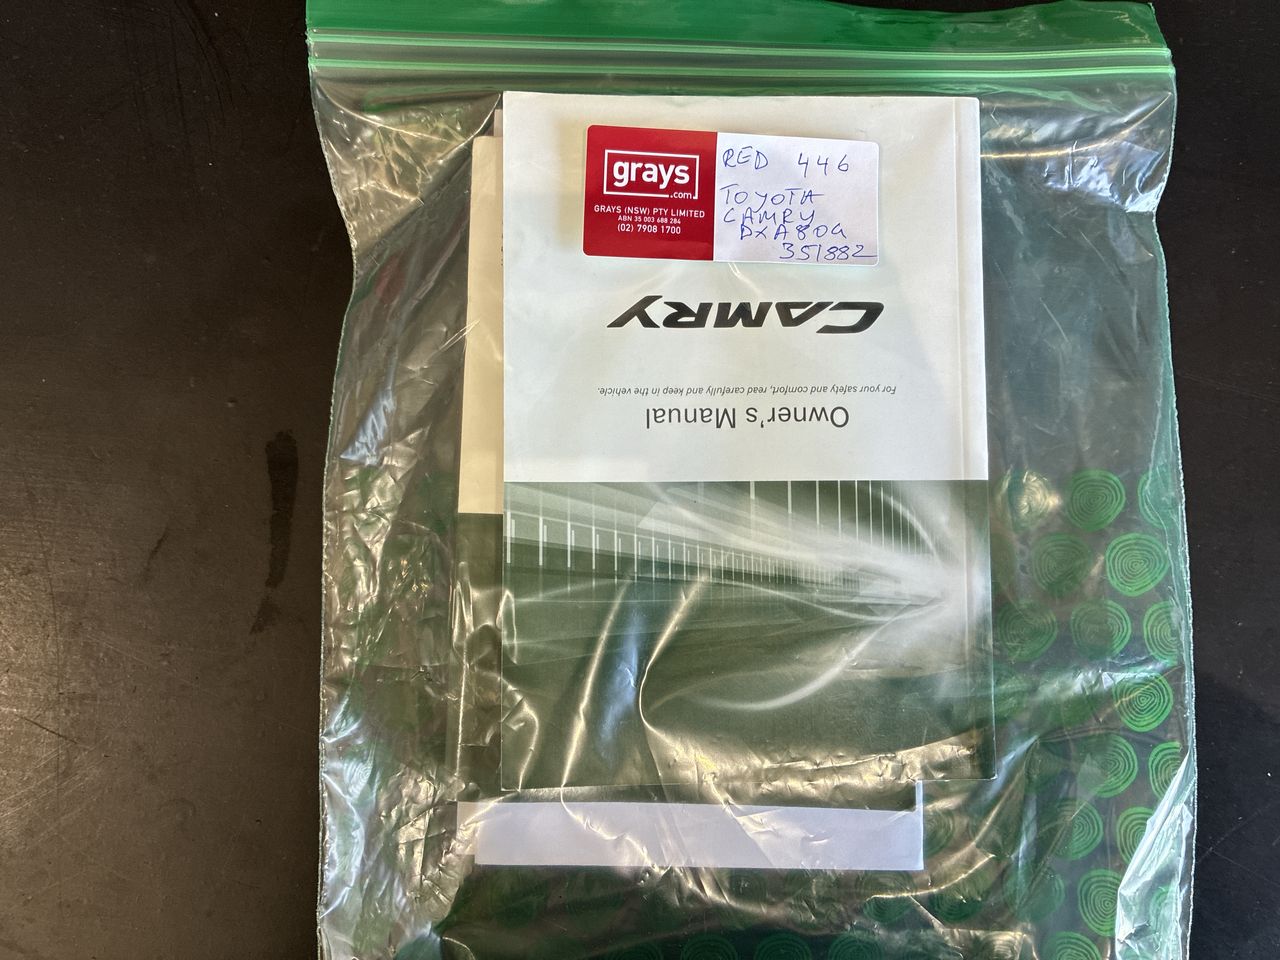 grays
.com
GRAYS (NSW) PTY LIMITED
ABN 35 003 688 284
(02) 7908 1700
RED 446
TOYOTA
CAMRY
DXA80G
351882
CAMRY
For your safety and comfort, read carefully and keep in the vehicle.
Owner's Manual